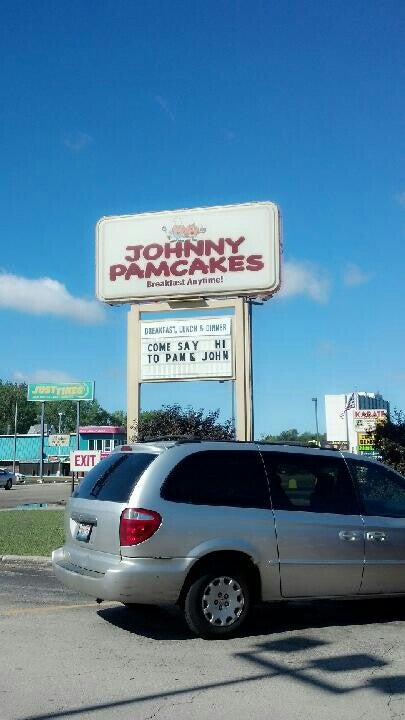 JOHNNY
PAMCAKES
Breakfast Anytime!
BREAKFAST, LUNCH & DINNER
COME SAY HI
TO PAM & JOHN
JUST TIRES
EXIT
KARATE